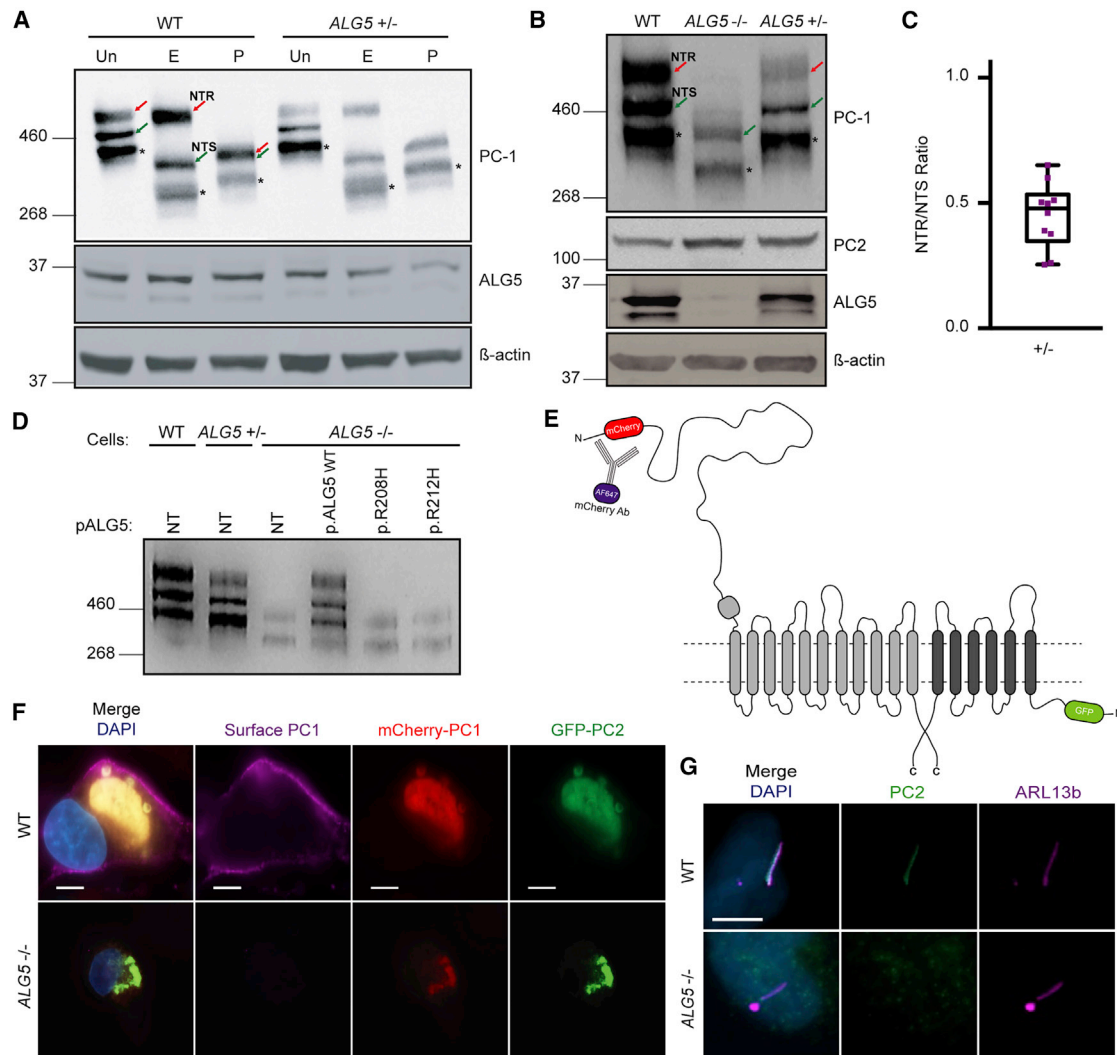 A
WT
ALG5 +/-
Un
E
P
Un
E
P
NTR
460
NTS
*
*
*
*
*
*
PC-1
268
37
ALG5
ß-actin
37
B
WT
ALG5 -/-
ALG5 +/-
NTR
NTS
460
*
*
*
PC-1
268
PC2
100
37
ALG5
ß-actin
37
C
NTR/NTS Ratio
1.0
0.5
0.0
+/-
D
Cells:
WT
ALG5 +/-
ALG5 -/-
pALG5:
NT
NT
NT
p.ALG5 WT
p.R208H
p.R212H
460
268
E
N
mCherry
AF647
mCherry Ab
GFP
C
C
F
Merge
DAPI
Surface PC1
mCherry-PC1
GFP-PC2
WT
ALG5 -/-
G
Merge
DAPI
PC2
ARL13b
WT
ALG5 -/-